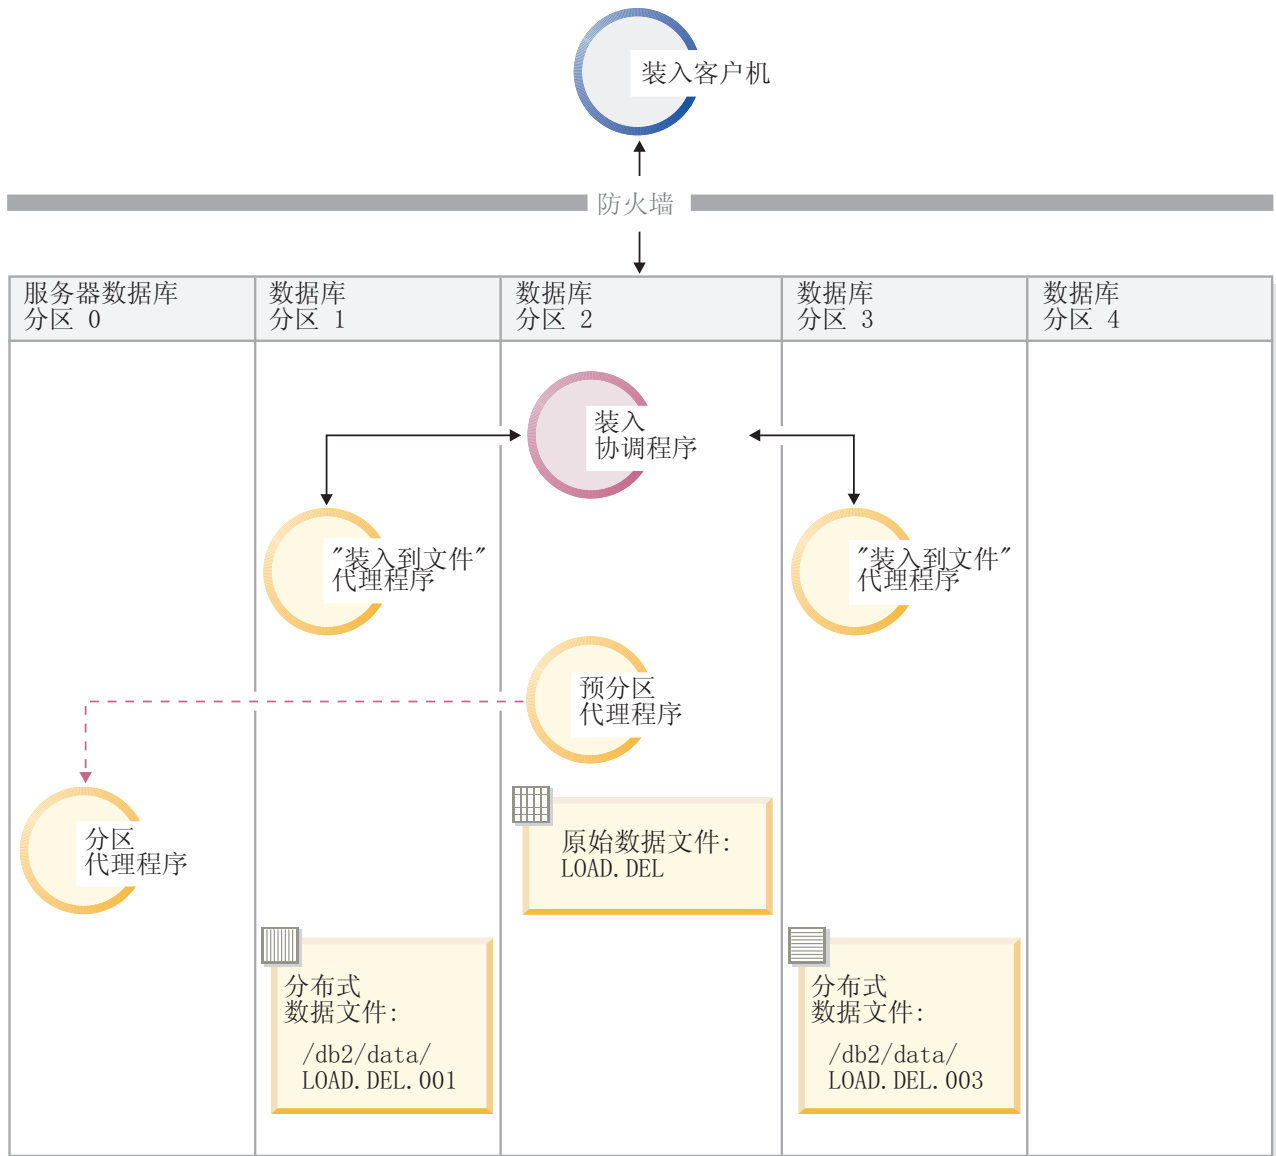 装入客户机
防火墙
服务器数据库
分区 0
数据库
分区 1
数据库
分区 2
数据库
分区 3
数据库
分区 4
装入
协调程序
"装入到文件"
代理程序
"装入到文件"
代理程序
预分区
代理程序
分区
代理程序
原始数据文件:
LOAD.DEL
分布式
数据文件:
/db2/data/
LOAD.DEL.001
分布式
数据文件:
/db2/data/
LOAD.DEL.003